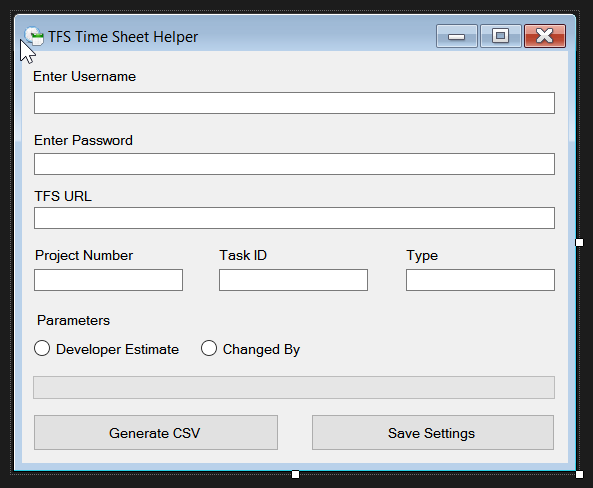 TFS Time Sheet Helper
Enter Username
Enter Password
TFS URL
Project Number Task ID Type
Parameters
Developer Estimate Changed By
Generate CSV Save Settings